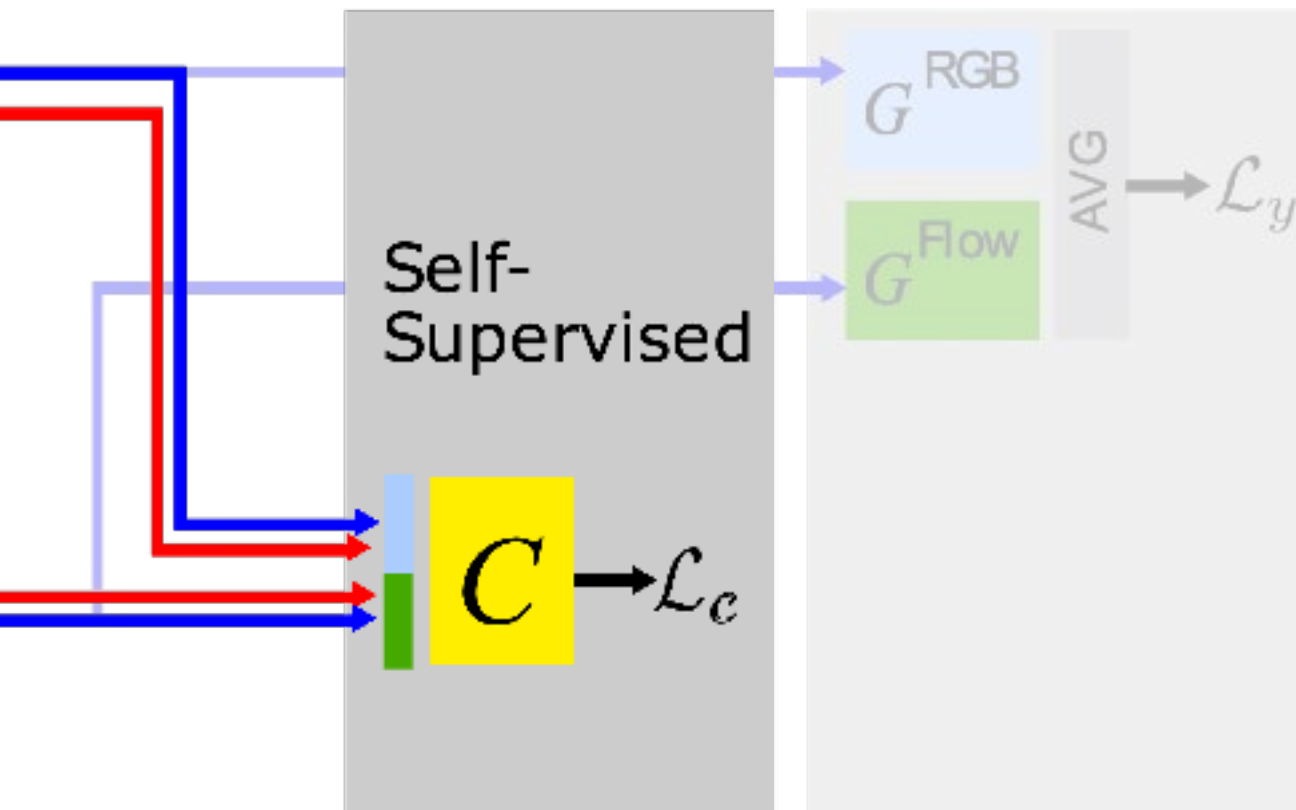 Self-
Supervised
C
ℒc
G RGB
G Flow
AVG
ℒy